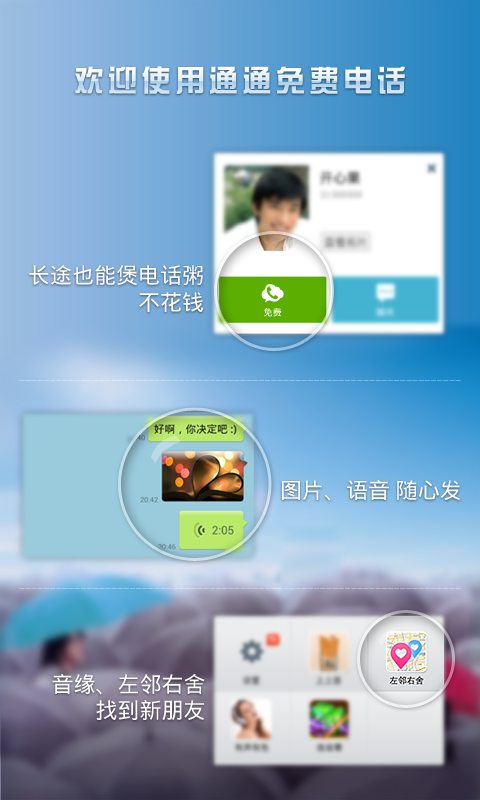 欢迎使用通通免费电话
开心果
长途也能煲电话粥
不花钱
免费
好啊，你决定吧 :)
20:42
图片、语音 随心发
2:05
20:46
音缘、左邻右舍
找到新朋友
左邻右舍